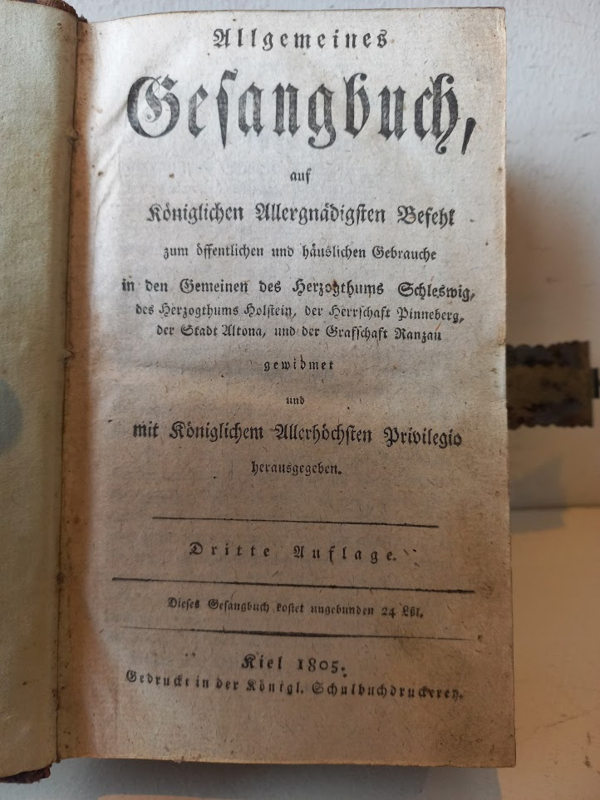 Allgemeines
Gesangbuch,
auf
Königlichen Allergnädigsten Befehl
zum öffentlichen und häuslichen Gebrauche
in den Gemeinen des Herzogthums Schleswig,
des Herzogthums Holstein, der Herrschaft Pinneberg,
der Stadt Altona, und der Grafschaft Ranzau
gewidmet
und
mit Königlichem Allerhöchsten Privilegio
herausgegeben.
Dritte Auflage.
Dieses Gesangbuch kostet ungebunden 24 Lßl.
Kiel 1805.
Gedruckt in der Königl. Schulbuchdruckerey.